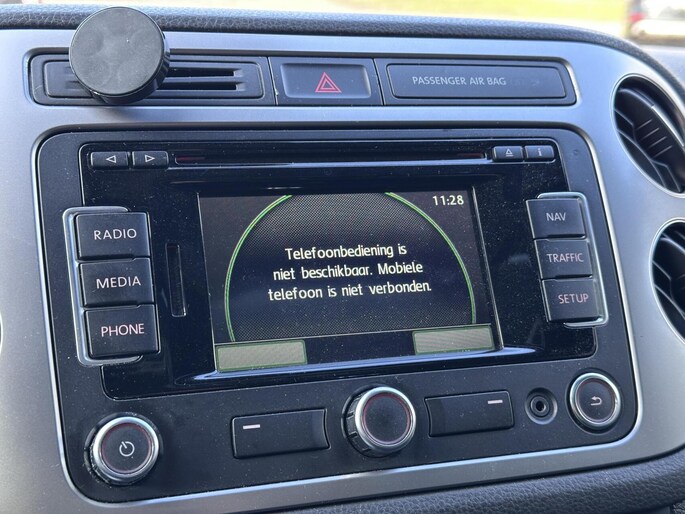 PASSENGER AIR BAG
RADIO
MEDIA
PHONE
11:28
Telefoonbediening is
niet beschikbaar. Mobiele
telefoon is niet verbonden.
NAV
TRAFFIC
SETUP